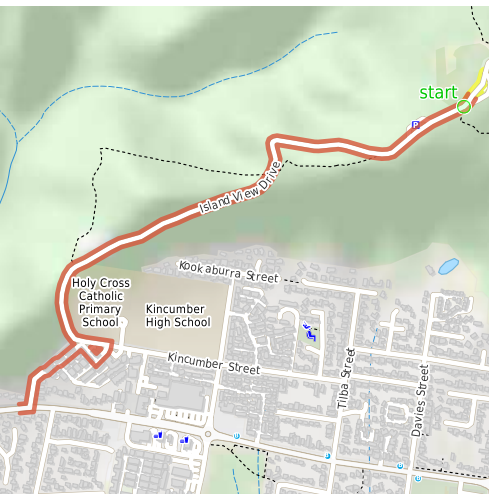 start
P
Island View Drive
Kookaburra Street
Holy Cross
Catholic
Primary
School
Kincumber
High School
Kincumber Street
Tilba Street
Davies Street